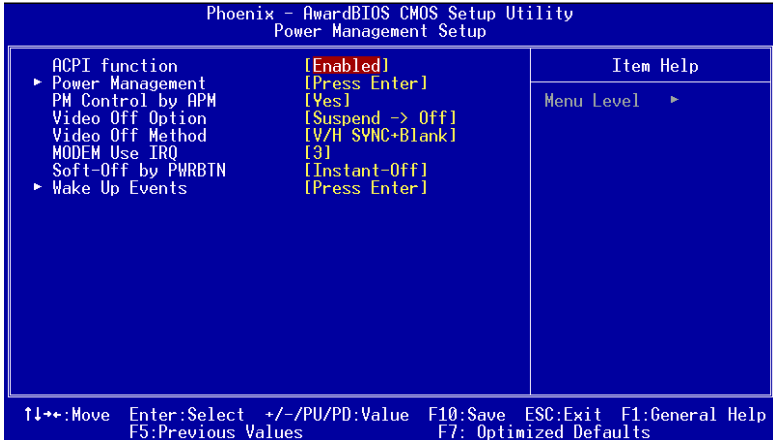 Phoenix - AwardBIOS CMOS Setup Utility
Power Management Setup
ACPI function [Enabled]
► Power Management [Press Enter]
PM Control by APM [Yes]
Video Off Option [Suspend -> Off]
Video Off Method [V/H SYNC+Blank]
MODEM Use IRQ [3]
Soft-Off by PWRBTN [Instant-Off]
► Wake Up Events [Press Enter]
Item Help
Menu Level ►
↑↓→←:Move Enter:Select +/-/PU/PD:Value F10:Save ESC:Exit F1:General Help
F5:Previous Values F7: Optimized Defaults